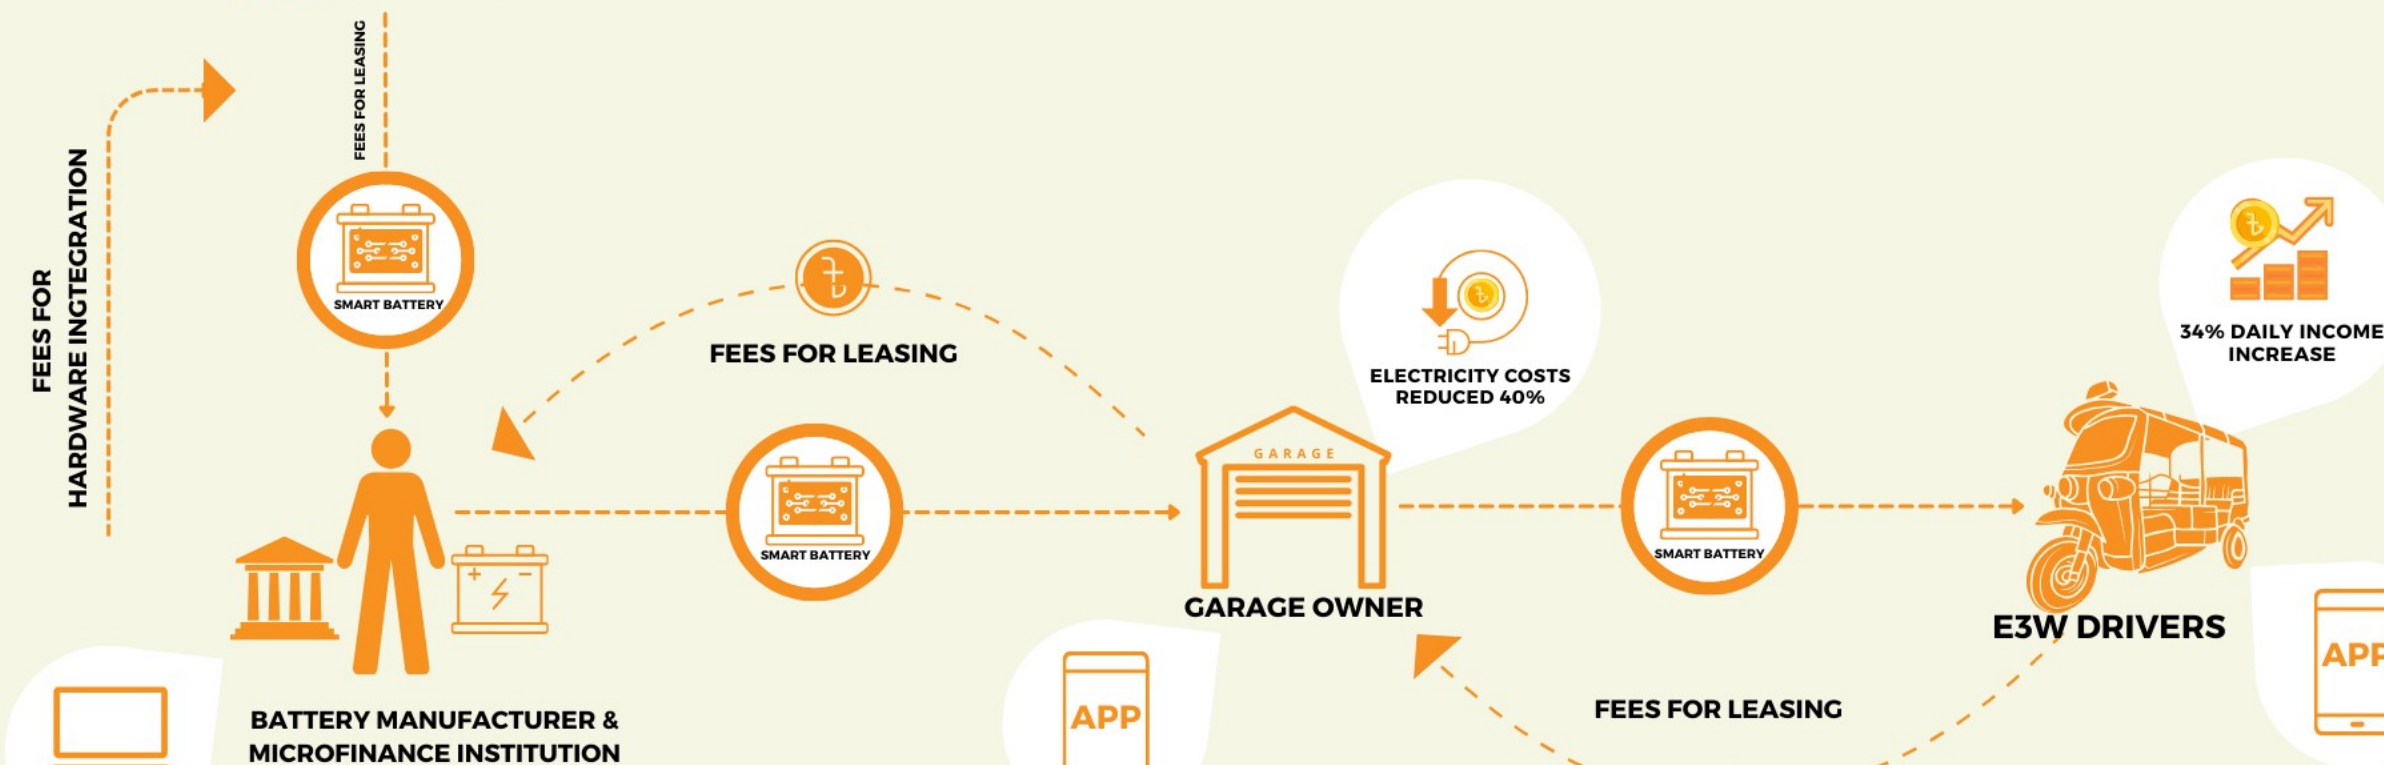 FEES FOR LEASING
FEES FOR
HARDWARE INGTEGRATION
SMART BATTERY
FEES FOR LEASING
34% DAILY INCOME
INCREASE
ELECTRICITY COSTS
REDUCED 40%
GARAGE
SMART BATTERY
SMART BATTERY
GARAGE OWNER
E3W DRIVERS
APP
FEES FOR LEASING
APP
BATTERY MANUFACTURER &
MICROFINANCE INSTITUTION